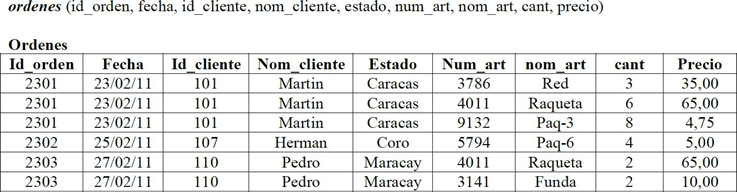 ordenes (id_orden, fecha, id_cliente, nom_cliente, estado, num_art, nom_art, cant, precio)
Ordenes
Id_orden Fecha Id_cliente Nom_cliente Estado Num_art nom_art cant Precio
2301 23/02/11 101 Martin Caracas 3786 Red 3 35,00
2301 23/02/11 101 Martin Caracas 4011 Raqueta 6 65,00
2301 23/02/11 101 Martin Caracas 9132 Paq-3 8 4,75
2302 25/02/11 107 Herman Coro 5794 Paq-6 4 5,00
2303 27/02/11 110 Pedro Maracay 4011 Raqueta 2 65,00
2303 27/02/11 110 Pedro Maracay 3141 Funda 2 10,00